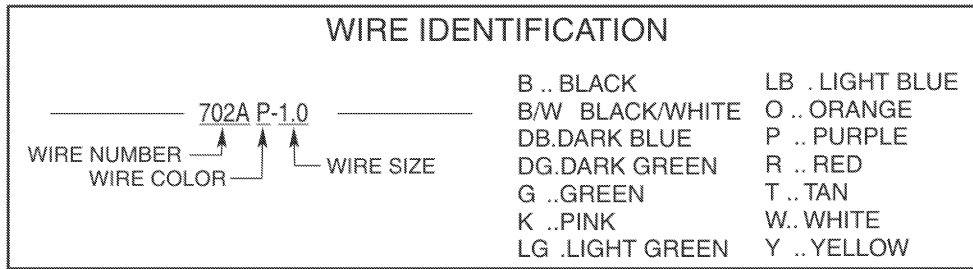 WIRE IDENTIFICATION
702A P-1.0
WIRE NUMBER
WIRE COLOR
WIRE SIZE
B .. BLACK
B/W BLACK/WHITE
DB.DARK BLUE
DG.DARK GREEN
G ..GREEN
K ..PINK
LG .LIGHT GREEN
LB . LIGHT BLUE
O .. ORANGE
P .. PURPLE
R .. RED
T .. TAN
W.. WHITE
Y .. YELLOW